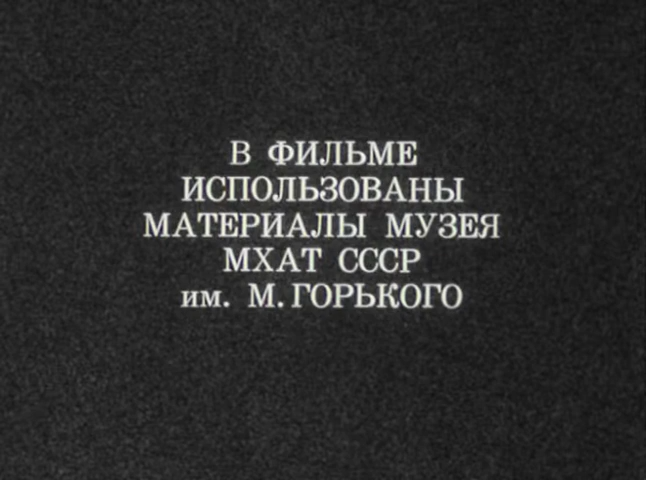 В ФИЛЬМЕ
ИСПОЛЬЗОВАНЫ
МАТЕРИАЛЫ МУЗЕЯ
МХАТ СССР
им. М. ГОРЬКОГО